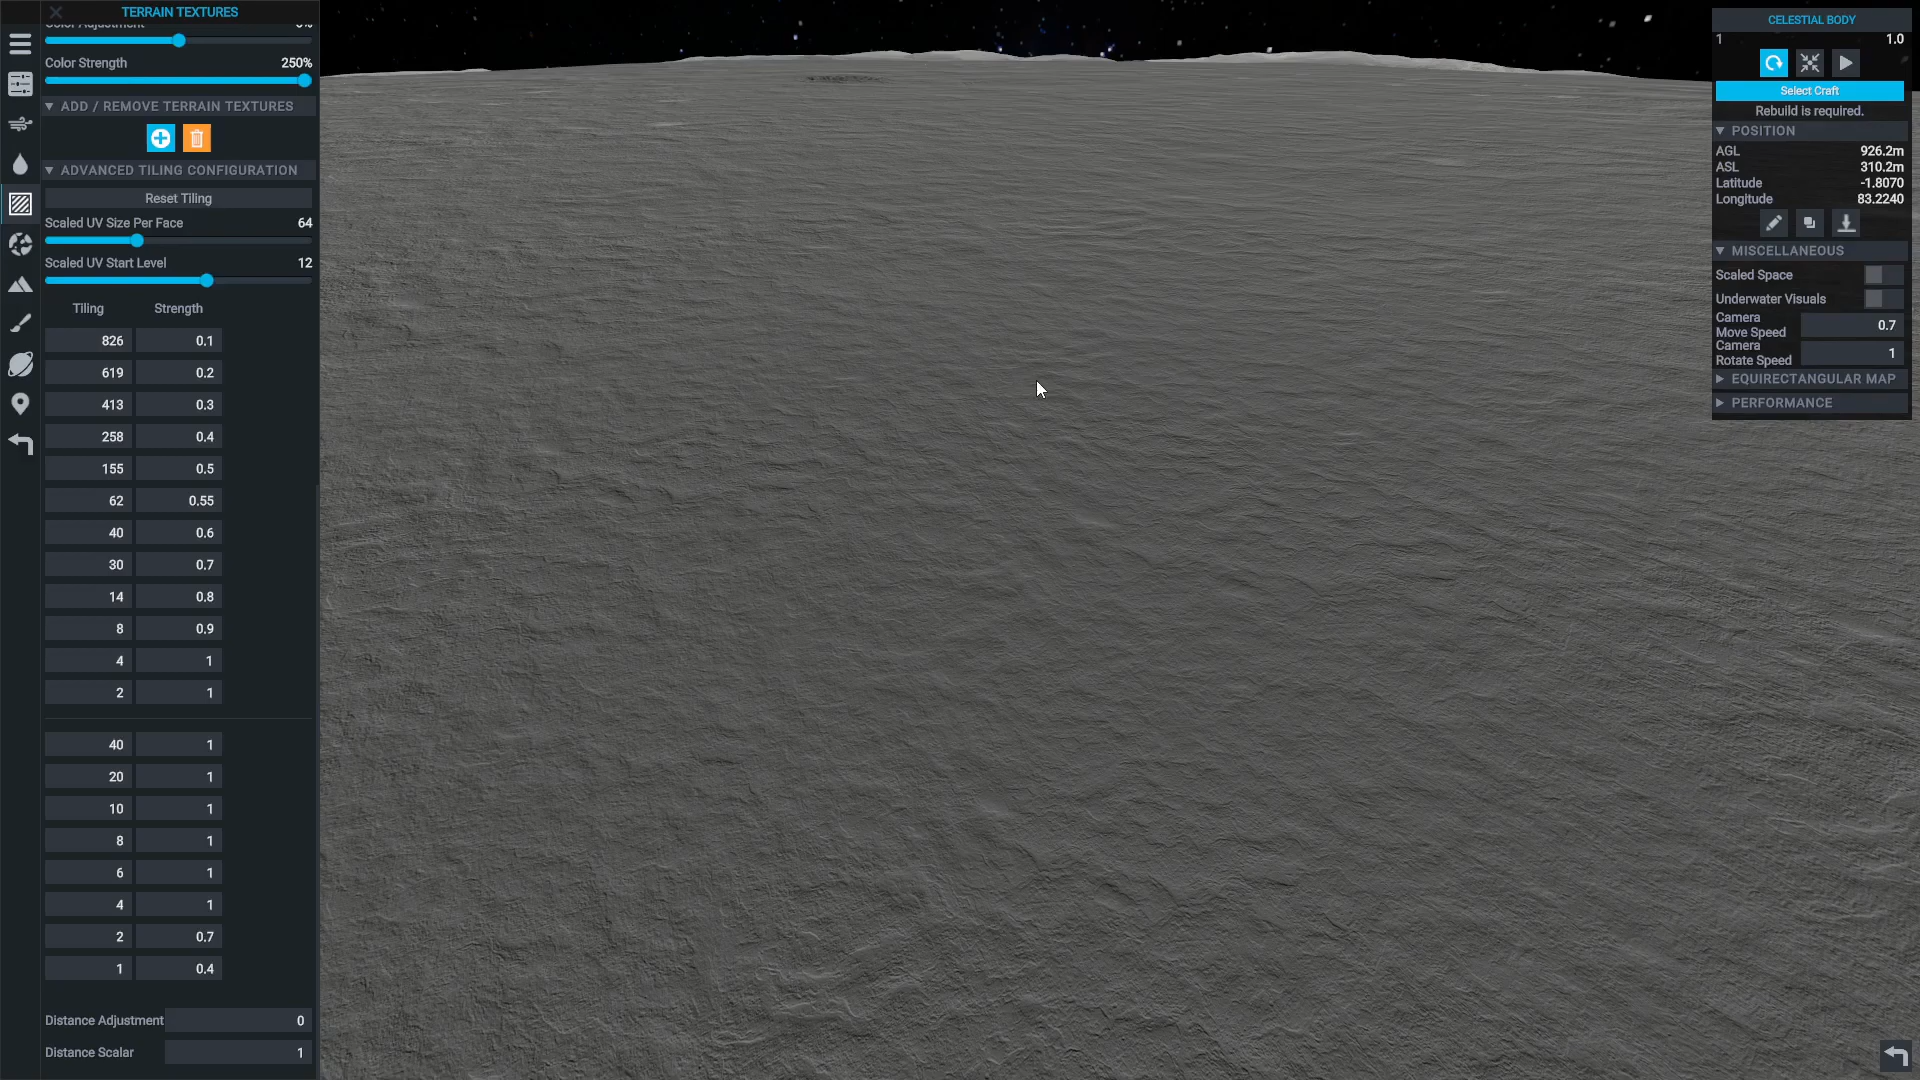 TERRAIN TEXTURES
Color Adjustment
Color Strength 250%
ADD / REMOVE TERRAIN TEXTURES
ADVANCED TILING CONFIGURATION
Reset Tiling
Scaled UV Size Per Face 64
Scaled UV Start Level 12
Tiling Strength
826 0.1
619 0.2
413 0.3
258 0.4
155 0.5
62 0.55
40 0.6
30 0.7
14 0.8
8 0.9
4 1
2 1
40 1
20 1
10 1
8 1
6 1
4 1
2 0.7
1 0.4
Distance Adjustment 0
Distance Scalar 1
CELESTIAL BODY
1 1.0
Select Craft
Rebuild is required.
POSITION
AGL 926.2m
ASL 310.2m
Latitude -1.8070
Longitude 83.2240
MISCELLANEOUS
Scaled Space
Underwater Visuals
Camera
Move Speed 0.7
Camera
Rotate Speed 1
EQUIRECTANGULAR MAP
PERFORMANCE